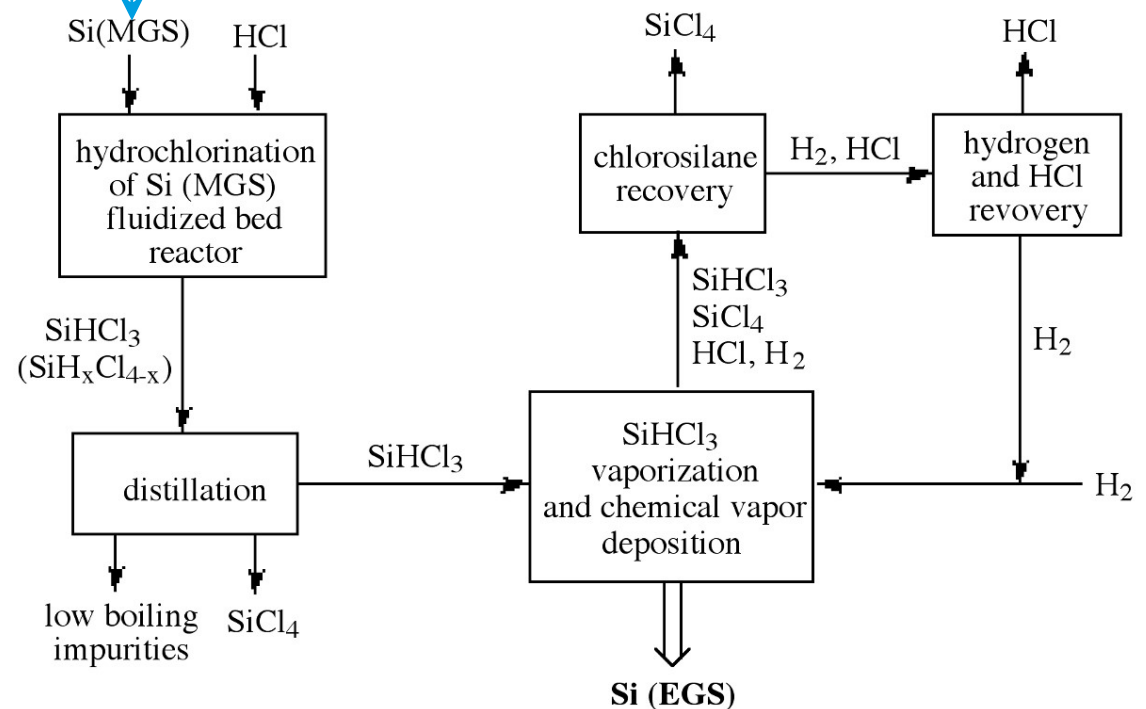 Si(MGS)
HCl
hydrochlorination
of Si (MGS)
fluidized bed
reactor
SiHCl3
(SiHxCl4-x)
distillation
low boiling
impurities
SiCl4
SiHCl3
SiHCl3
vaporization
and chemical vapor
deposition
Si (EGS)
SiHCl3
SiCl4
HCl, H2
chlorosilane
recovery
SiCl4
H2, HCl
hydrogen
and HCl
revovery
HCl
H2
H2